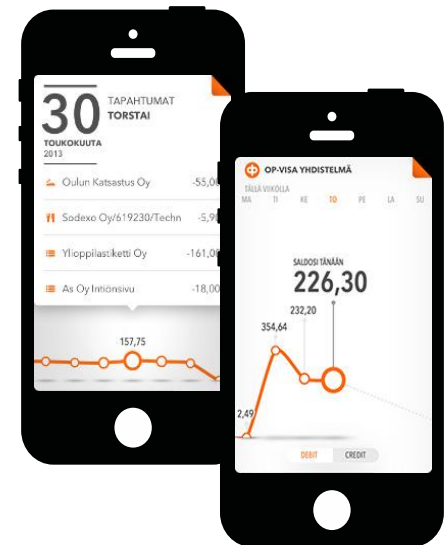 30
TAPAHTUMAT
TORSTAI
TOUKOKUUTA
2013
Oulun Katsastus Oy -55,00
Sodexo Oy/619230/Techn -5,90
Ylioppilastiketti Oy -161,00
As Oy Intiönsivu -18,00
157,75
OP-VISA YHDISTELMÄ
TÄLLÄ VIIKOLLA
MA TI KE TO PE LA SU
SALDOSI TÄNÄÄN
226,30
232,20
354,64
2,49
DEBIT CREDIT